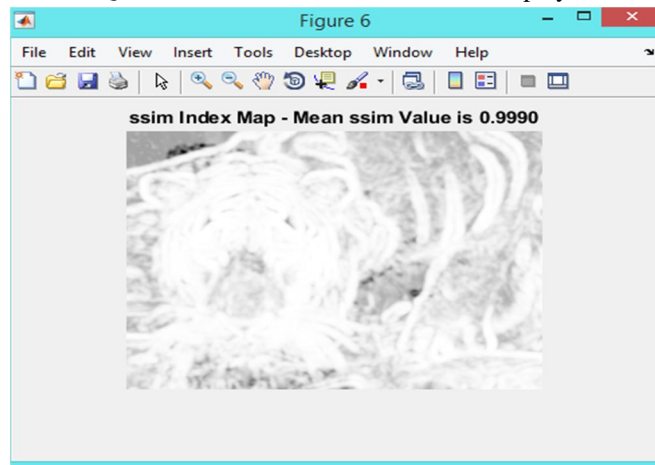 Figure 6
File Edit View Insert Tools Desktop Window Help
ssim Index Map - Mean ssim Value is 0.9990